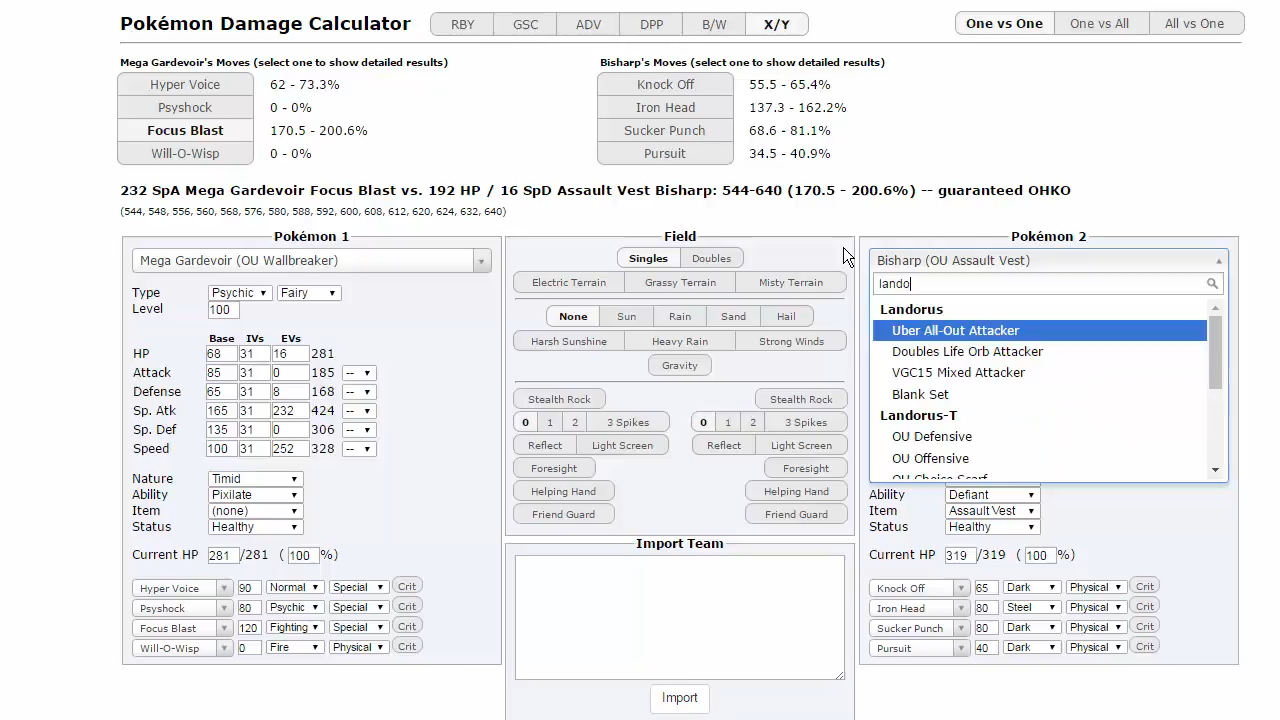 Pokémon Damage Calculator RBY GSC ADV DPP B/W X/Y One vs One One vs All All vs One
Mega Gardevoir's Moves (select one to show detailed results) Bisharp's Moves (select one to show detailed results)
Hyper Voice 62 - 73.3% Knock Off 55.5 - 65.4%
Psyshock 0 - 0% Iron Head 137.3 - 162.2%
Focus Blast 170.5 - 200.6% Sucker Punch 68.6 - 81.1%
Will-O-Wisp 0 - 0% Pursuit 34.5 - 40.9%
232 SpA Mega Gardevoir Focus Blast vs. 192 HP / 16 SpD Assault Vest Bisharp: 544-640 (170.5 - 200.6%) -- guaranteed OHKO
(544, 548, 556, 560, 568, 576, 580, 588, 592, 600, 608, 612, 620, 624, 632, 640)
Pokémon 1
Mega Gardevoir (OU Wallbreaker)
Type Psychic Fairy
Level 100
Base IVs EVs
HP 68 31 16 281
Attack 85 31 0 185 --
Defense 65 31 8 168 --
Sp. Atk 165 31 232 424 --
Sp. Def 135 31 0 306 --
Speed 100 31 252 328 --
Nature Timid
Ability Pixilate
Item (none)
Status Healthy
Current HP 281 /281 ( 100 %)
Hyper Voice 90 Normal Special Crit
Psyshock 80 Psychic Special Crit
Focus Blast 120 Fighting Special Crit
Will-O-Wisp 0 Fire Physical Crit
Field
Singles Doubles
Electric Terrain Grassy Terrain Misty Terrain
None Sun Rain Sand Hail
Harsh Sunshine Heavy Rain Strong Winds
Gravity
Stealth Rock Stealth Rock
0 1 2 3 Spikes 0 1 2 3 Spikes
Reflect Light Screen Reflect Light Screen
Foresight Foresight
Helping Hand Helping Hand
Friend Guard Friend Guard
Import Team
Import
Pokémon 2
Bisharp (OU Assault Vest)
lando
Landorus
Uber All-Out Attacker
Doubles Life Orb Attacker
VGC15 Mixed Attacker
Blank Set
Landorus-T
OU Defensive
OU Offensive
OU Choice Scarf
Ability Defiant
Item Assault Vest
Status Healthy
Current HP 319 /319 ( 100 %)
Knock Off 65 Dark Physical Crit
Iron Head 80 Steel Physical Crit
Sucker Punch 80 Dark Physical Crit
Pursuit 40 Dark Physical Crit